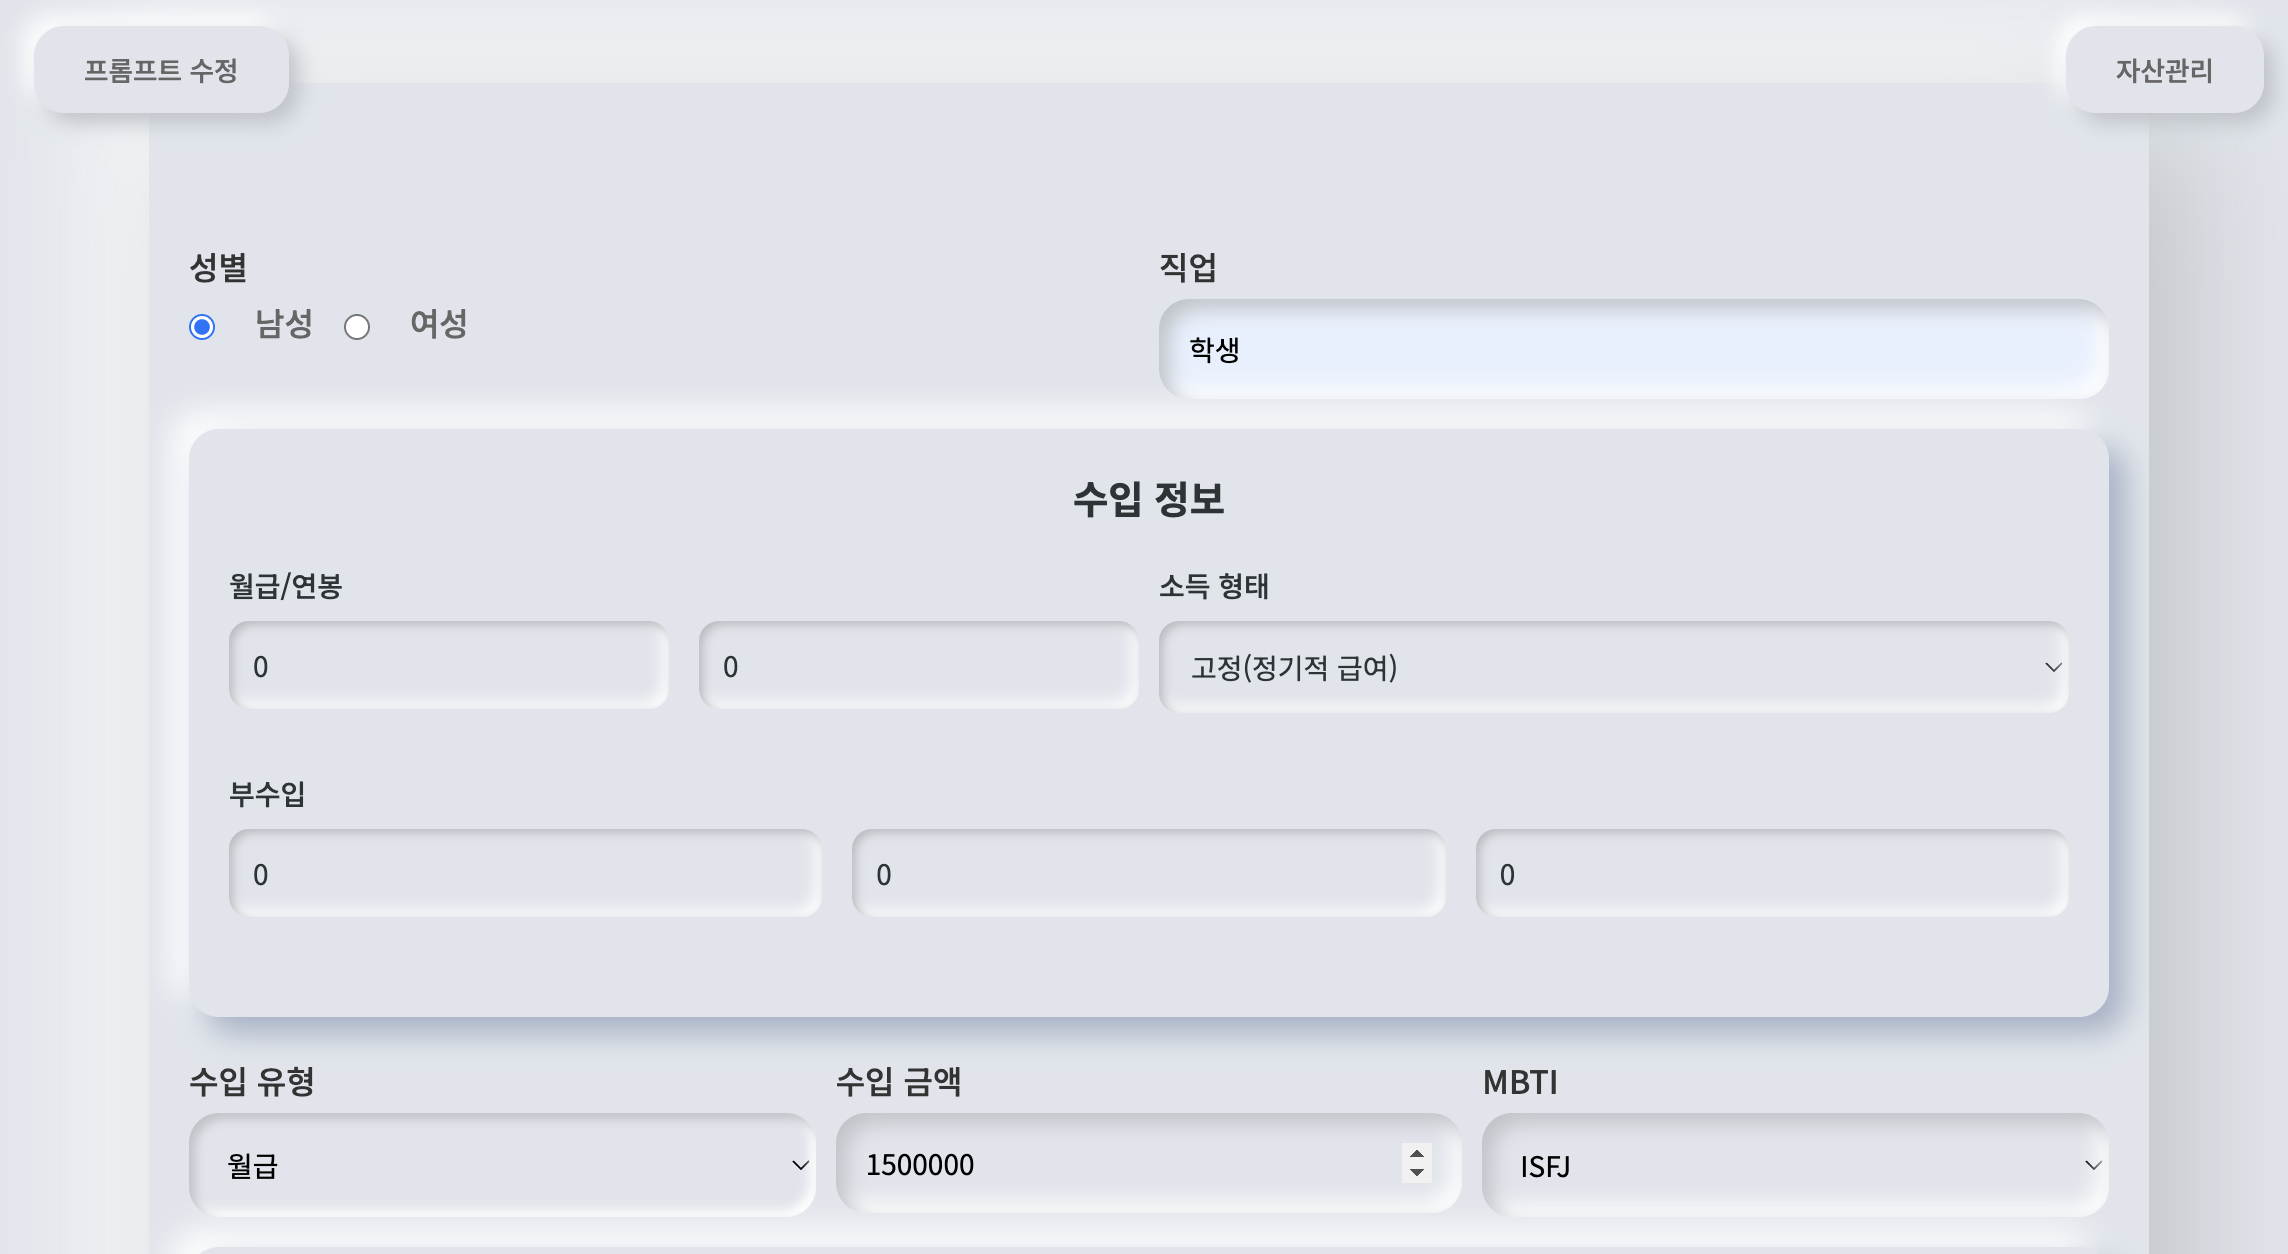 프롬프트 수정
자산관리
성별
직업
남성
여성
학생
수입 정보
월급/연봉
소득 형태
0
0
고정(정기적 급여)
부수입
0
0
0
수입 유형
수입 금액
MBTI
월급
1500000
ISFJ